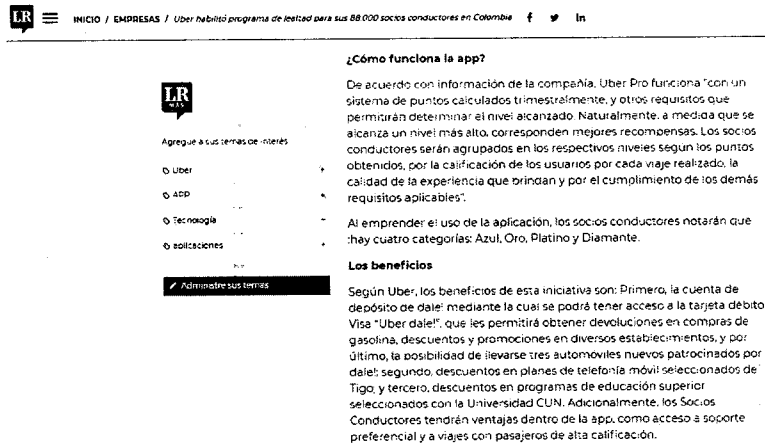 LR INICIO / EMPRESAS / Uber habilitó programa de lealtad para sus 88.000 socios conductores en Colombia
¿Cómo funciona la app?
De acuerdo con información de la compañía, Uber Pro funciona "con un
sistema de puntos calculados trimestralmente, y otros requisitos que
permitirán determinar el nivel alcanzado. Naturalmente, a medida que se
alcanza un nivel más alto, corresponden mejores recompensas. Los socios
conductores serán agrupados en los respectivos niveles según los puntos
obtenidos, por la calificación de los usuarios por cada viaje realizado, la
calidad de la experiencia que brindan y por el cumplimiento de los demás
requisitos aplicables".
Al emprender el uso de la aplicación, los socios conductores notarán que
hay cuatro categorías: Azul, Oro, Platino y Diamante.
Los beneficios
Según Uber, los beneficios de esta iniciativa son: Primero, la cuenta de
depósito de dale! mediante la cual se podrá tener acceso a la tarjeta débito
Visa "Uber dale!", que les permitirá obtener devoluciones en compras de
gasolina, descuentos y promociones en diversos establecimientos, y por
último, la posibilidad de llevarse tres automóviles nuevos patrocinados por
dale!; segundo, descuentos en planes de telefonía móvil seleccionados de
Tigo; y tercero, descuentos en programas de educación superior
seleccionados con la Universidad CUN. Adicionalmente, los Socios
Conductores tendrán ventajas dentro de la app, como acceso a soporte
preferencial y a viajes con pasajeros de alta calificación.
LR
MÁS
Agregue a sus temas de interés
Uber +
App +
Tecnología +
aplicaciones +
Administre sus temas